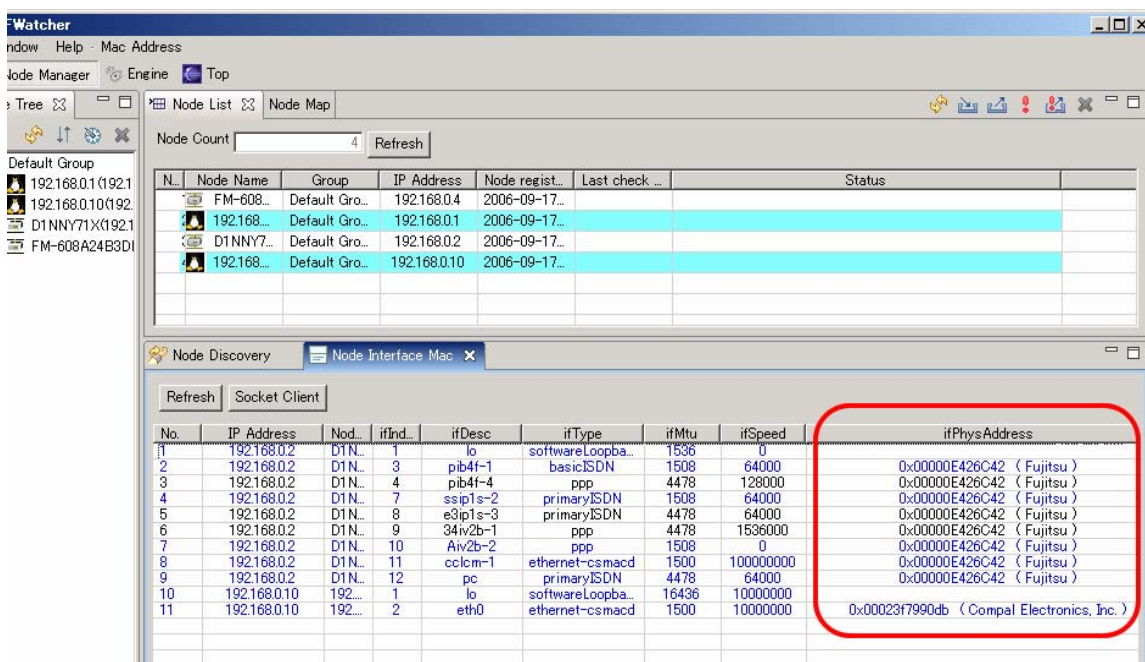 FWatcher
ndow Help Mac Address
Node Manager Engine Top
Tree Node List Node Map
Node Count 4 Refresh
Default Group
192.168.0.1 (192.1
192.168.0.10 (192.
D1NNY71X(192.1
FM-608A24B3DI
N... Node Name Group IP Address Node regist... Last check ... Status
FM-608... Default Gro... 192.168.0.4 2006-09-17...
192.168.... Default Gro... 192.168.0.1 2006-09-17...
D1NNY7... Default Gro... 192.168.0.2 2006-09-17...
192.168.... Default Gro... 192.168.0.10 2006-09-17...
Node Discovery Node Interface Mac
Refresh Socket Client
No. IP Address Nod... ifInd... ifDesc ifType ifMtu ifSpeed ifPhysAddress
1 192.168.0.2 D1N... 1 lo softwareLoopba... 1536 0
2 192.168.0.2 D1N... 3 pib4f-1 basicISDN 1508 64000 0x00000E426C42 ( Fujitsu )
3 192.168.0.2 D1N... 4 pib4f-4 ppp 4478 128000 0x00000E426C42 ( Fujitsu )
4 192.168.0.2 D1N... 7 ssip1s-2 primaryISDN 1508 64000 0x00000E426C42 ( Fujitsu )
5 192.168.0.2 D1N... 8 e3ip1s-3 primaryISDN 4478 64000 0x00000E426C42 ( Fujitsu )
6 192.168.0.2 D1N... 9 34iv2b-1 ppp 4478 1536000 0x00000E426C42 ( Fujitsu )
7 192.168.0.2 D1N... 10 Aiv2b-2 ppp 1508 0 0x00000E426C42 ( Fujitsu )
8 192.168.0.2 D1N... 11 cclcm-1 ethernet-csmacd 1500 100000000 0x00000E426C42 ( Fujitsu )
9 192.168.0.2 D1N... 12 pc primaryISDN 4478 64000 0x00000E426C42 ( Fujitsu )
10 192.168.0.10 192.... 1 lo softwareLoopba... 16436 10000000
11 192.168.0.10 192.... 2 eth0 ethernet-csmacd 1500 10000000 0x00023f7990db ( Compal Electronics, Inc. )